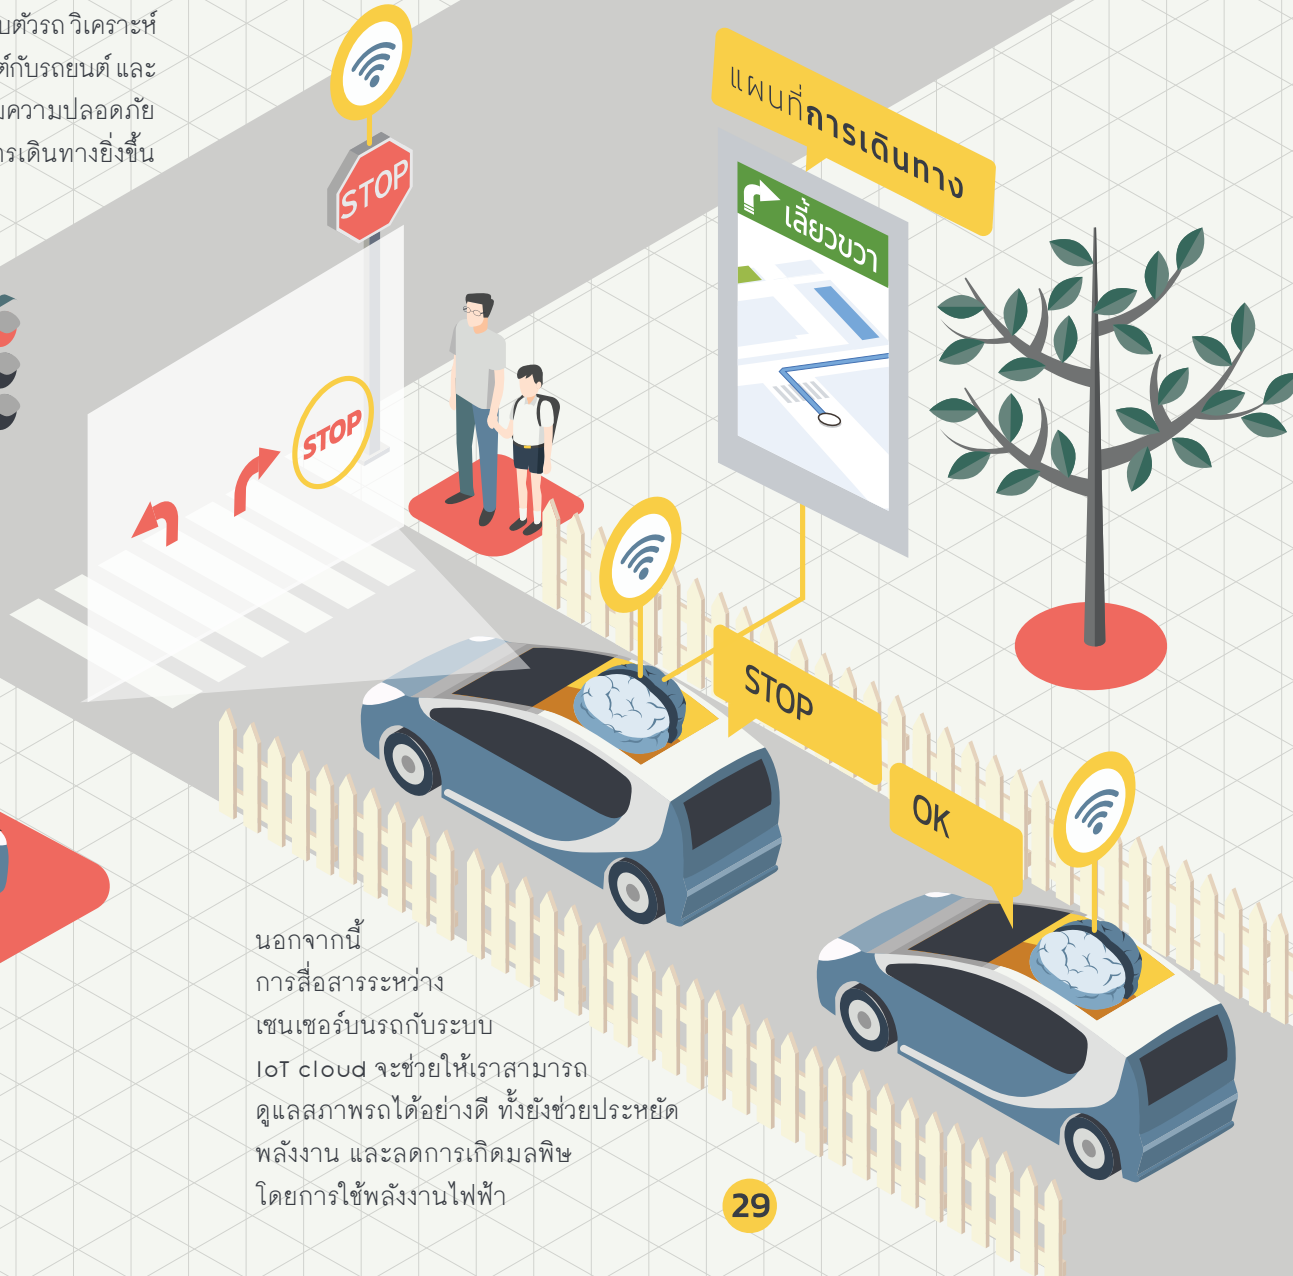 บตัวรถ วิเคราะห์
ต์กับรถยนต์ และ
ความปลอดภัย
รเดินทางยิ่งขึ้น
STOP
แผนที่การเดินทาง
เลี้ยวขวา
STOP
STOP
OK
นอกจากนี้
การสื่อสารระหว่าง
เซนเซอร์บนรถกับระบบ
IoT cloud จะช่วยให้เราสามารถ
ดูแลสภาพรถได้อย่างดี ทั้งยังช่วยประหยัด
พลังงาน และลดการเกิดมลพิษ
โดยการใช้พลังงานไฟฟ้า
29